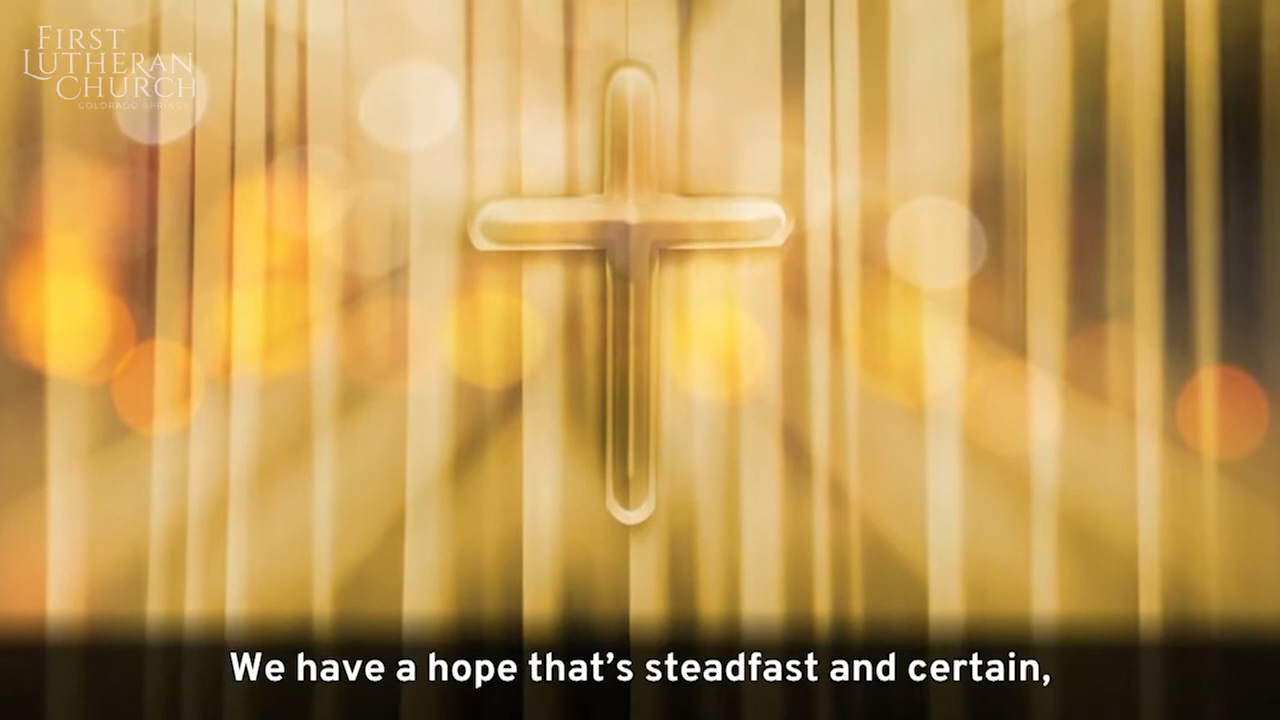 FIRST
LUTHERAN
CHURCH
COLORADO SPRINGS
We have a hope that’s steadfast and certain,